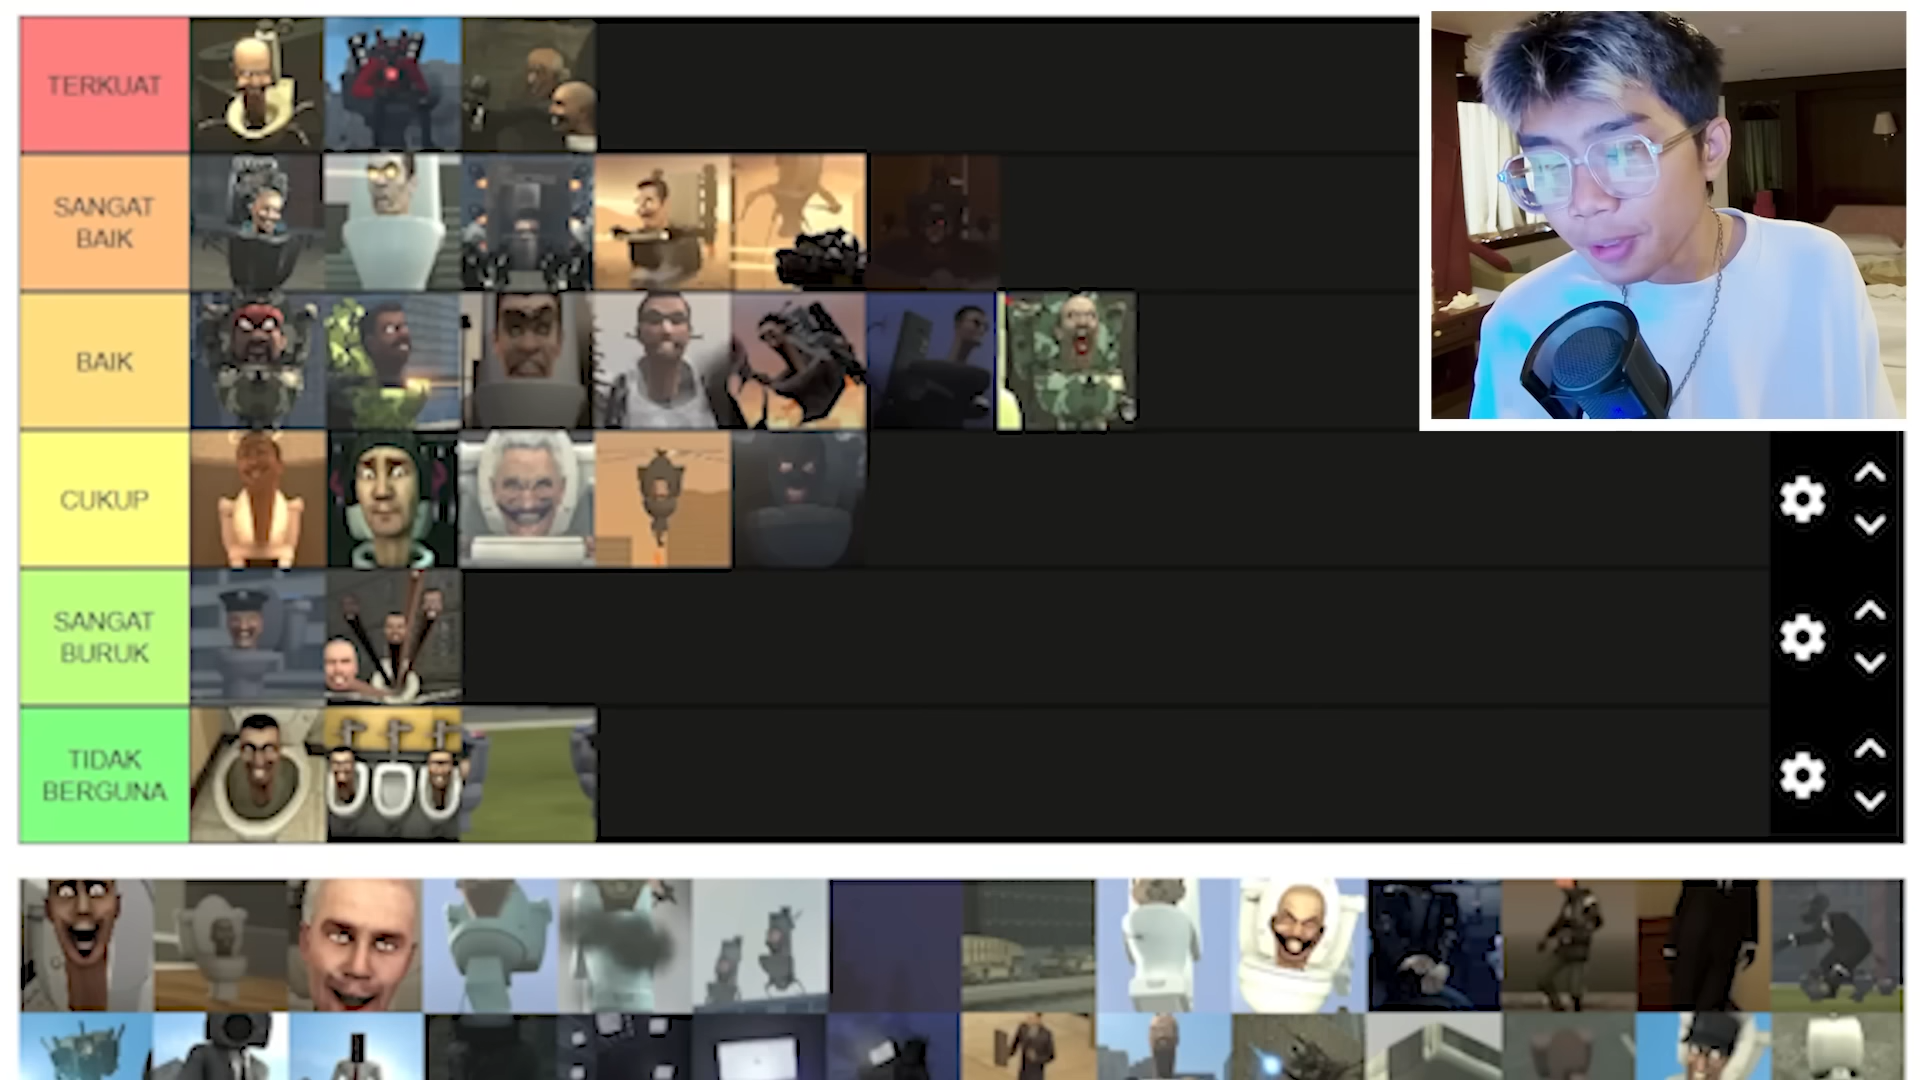 TERKUAT
SANGAT
BAIK
BAIK
CUKUP
SANGAT
BURUK
TIDAK
BERGUNA